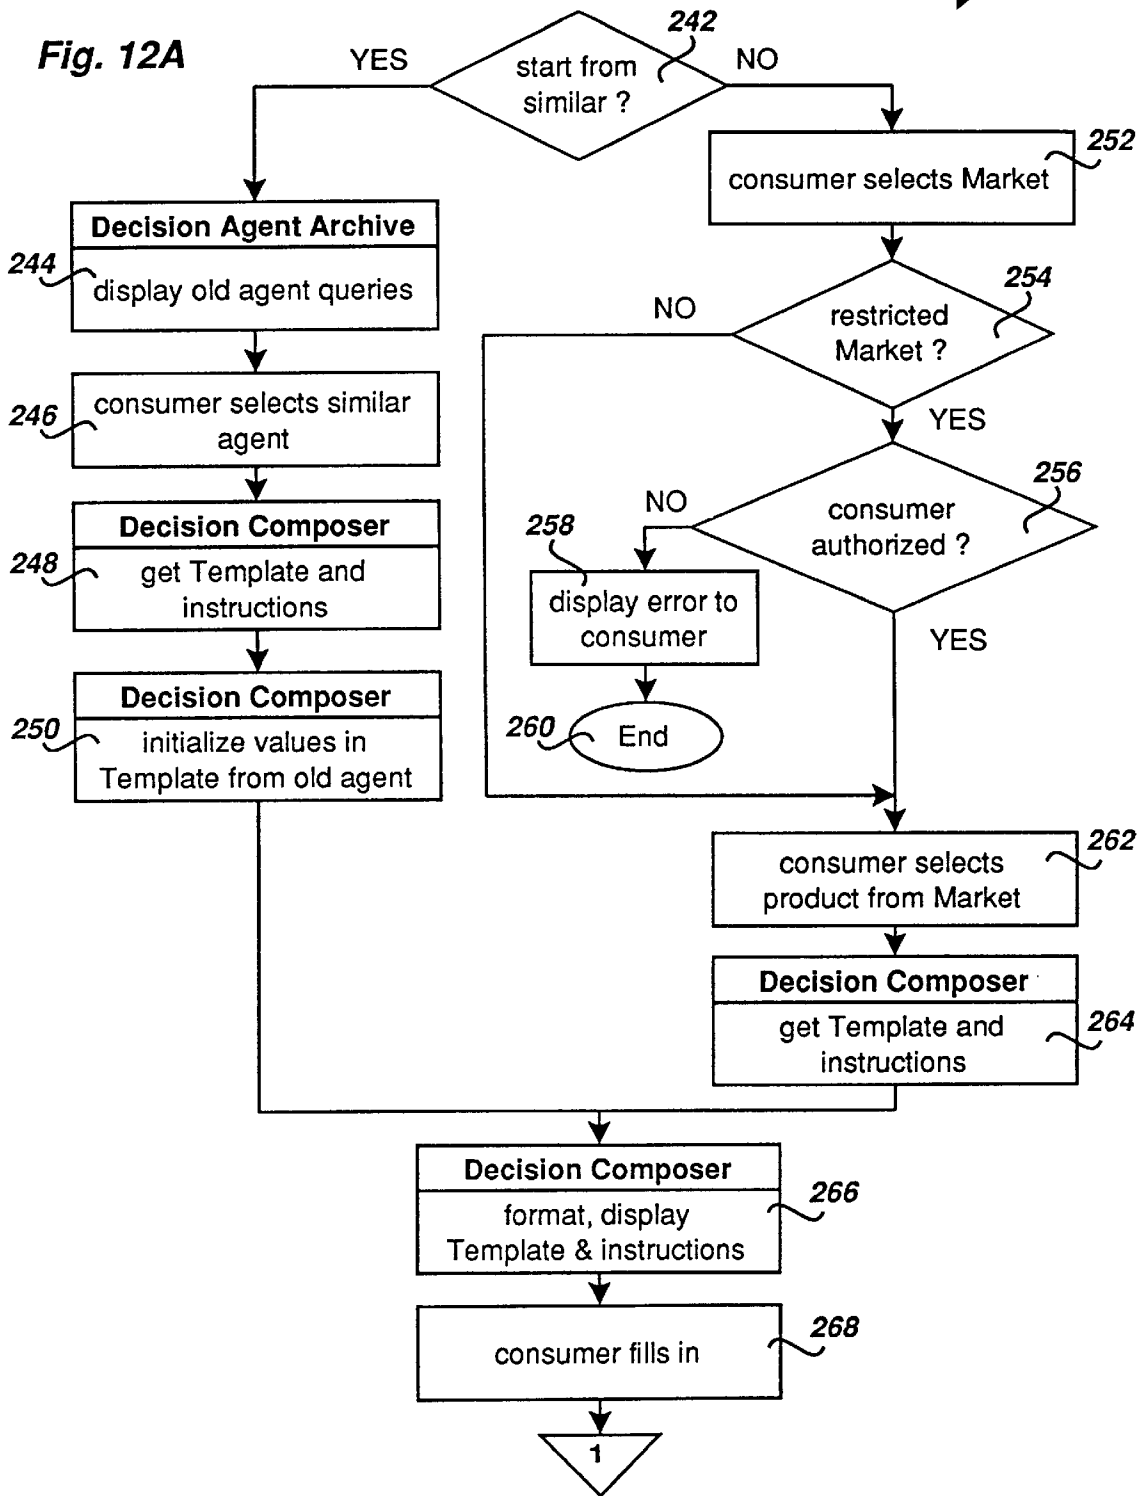 Fig. 12A
242
YES
start from
similar ?
NO
252
consumer selects Market
Decision Agent Archive
244
display old agent queries
254
NO
restricted
Market ?
YES
246
consumer selects similar
agent
256
NO
consumer
authorized ?
258
display error to
consumer
YES
Decision Composer
248
get Template and
instructions
Decision Composer
250
initialize values in
Template from old agent
260
End
262
consumer selects
product from Market
Decision Composer
264
get Template and
instructions
Decision Composer
266
format, display
Template & instructions
268
consumer fills in
1